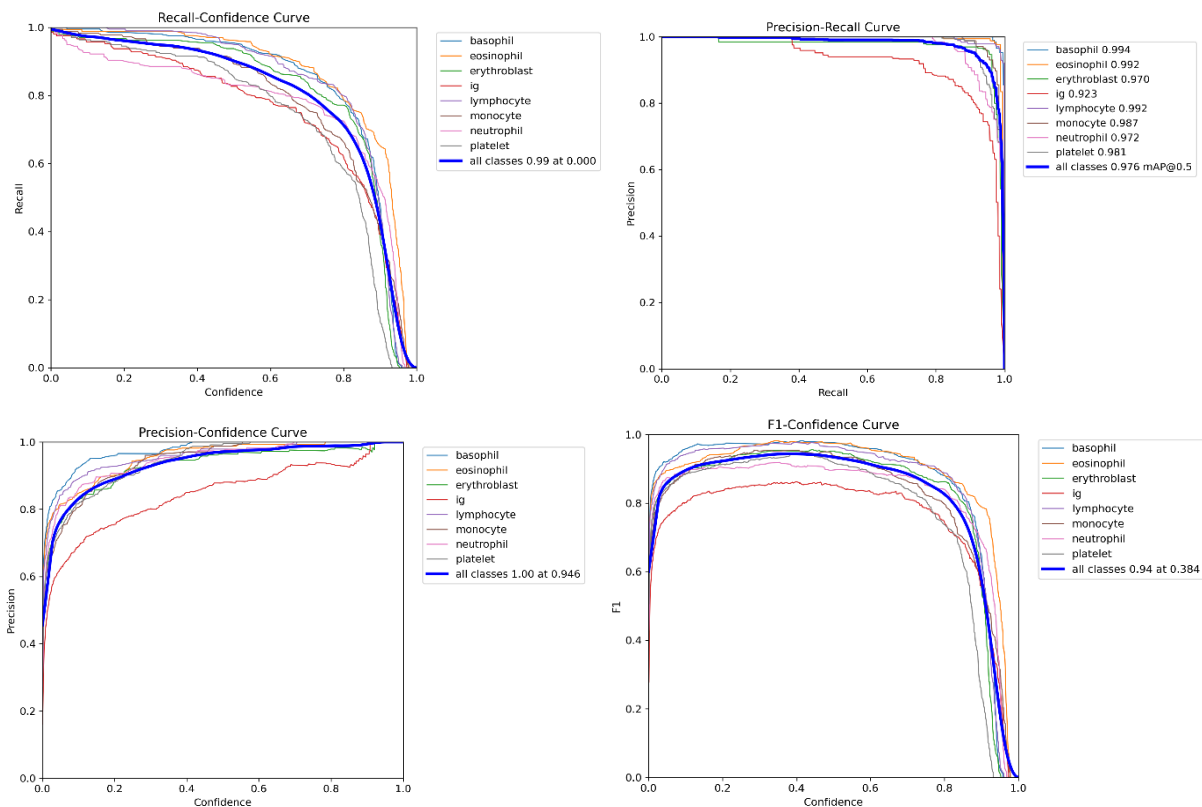 Recall-Confidence Curve
1.0
0.8
0.6
0.4
0.2
0.0
Recall
0.0 0.2 0.4 0.6 0.8 1.0
Confidence
basophil
eosinophil
erythroblast
ig
lymphocyte
monocyte
neutrophil
platelet
all classes 0.99 at 0.000
Precision-Recall Curve
1.0
0.8
0.6
0.4
0.2
0.0
Precision
0.0 0.2 0.4 0.6 0.8 1.0
Recall
basophil 0.994
eosinophil 0.992
erythroblast 0.970
ig 0.923
lymphocyte 0.992
monocyte 0.987
neutrophil 0.972
platelet 0.981
all classes 0.976 mAP@0.5
Precision-Confidence Curve
1.0
0.8
0.6
0.4
0.2
0.0
Precision
0.0 0.2 0.4 0.6 0.8 1.0
Confidence
basophil
eosinophil
erythroblast
ig
lymphocyte
monocyte
neutrophil
platelet
all classes 1.00 at 0.946
F1-Confidence Curve
1.0
0.8
0.6
0.4
0.2
0.0
F1
0.0 0.2 0.4 0.6 0.8 1.0
Confidence
basophil
eosinophil
erythroblast
ig
lymphocyte
monocyte
neutrophil
platelet
all classes 0.94 at 0.384